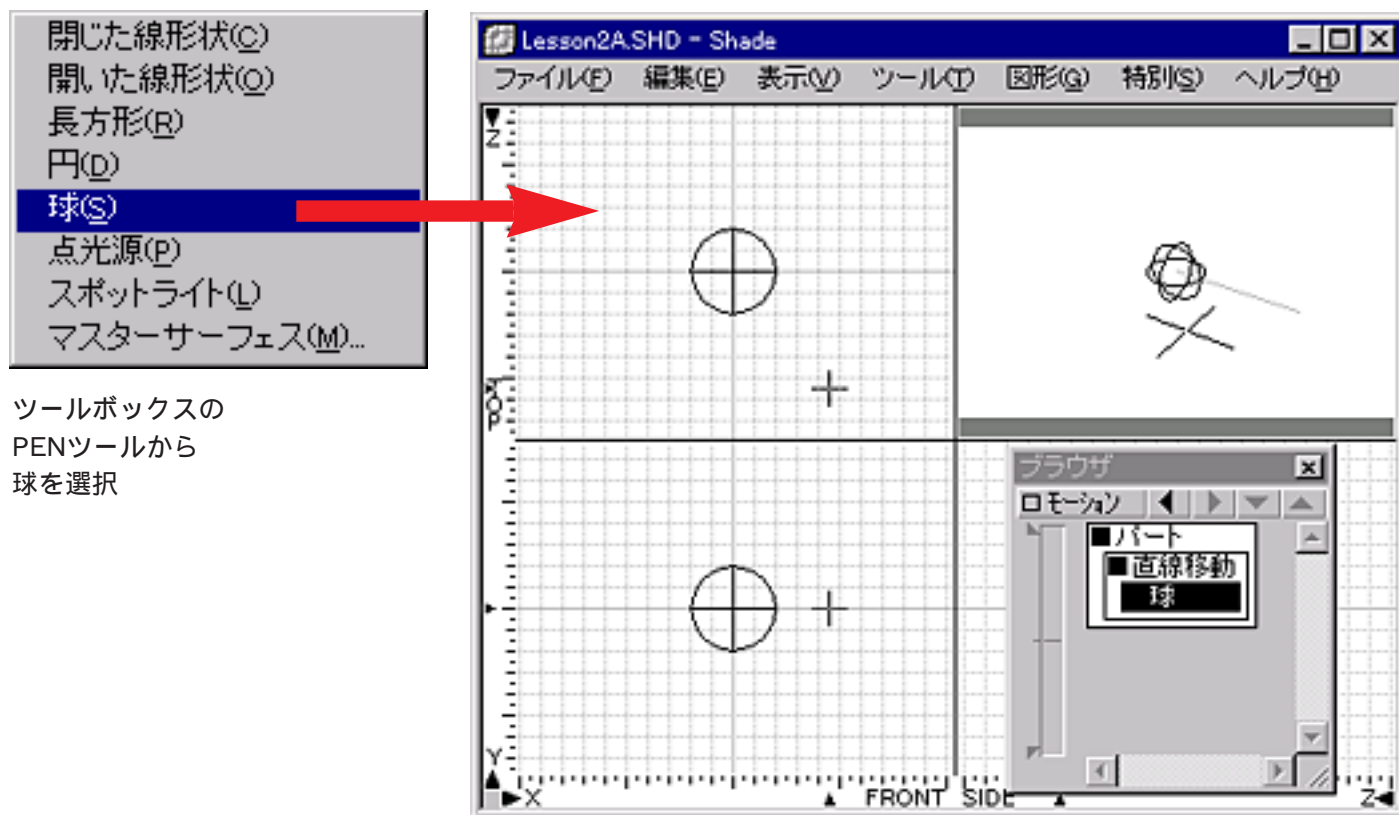 閉じた線形状(C)
開いた線形状(O)
長方形(R)
円(D)
球(S)
点光源(P)
スポットライト(L)
マスターサーフェス(M)...
ツールボックスの
PENツールから
球を選択
Lesson2A.SHD - Shade
ファイル(F) 編集(E) 表示(V) ツール(T) 図形(G) 特別(S) ヘルプ(H)
Z
TOP
ブラウザ
モーション
パート
直線移動
球
Y
X FRONT SIDE Z